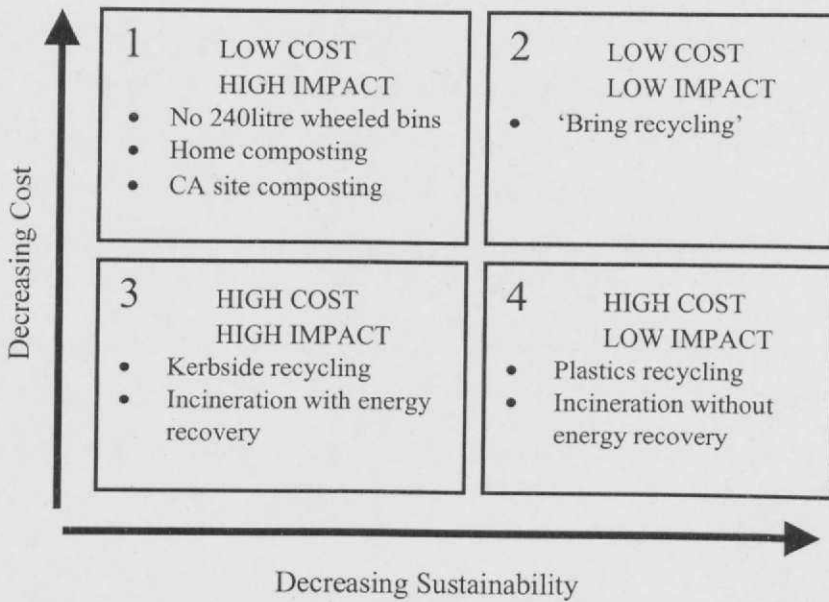 1
LOW COST
HIGH IMPACT
• No 240litre wheeled bins
• Home composting
• CA site composting
2
LOW COST
LOW IMPACT
• ‘Bring recycling’
3
HIGH COST
HIGH IMPACT
• Kerbside recycling
• Incineration with energy
recovery
4
HIGH COST
LOW IMPACT
• Plastics recycling
• Incineration without
energy recovery
Decreasing Cost
Decreasing Sustainability